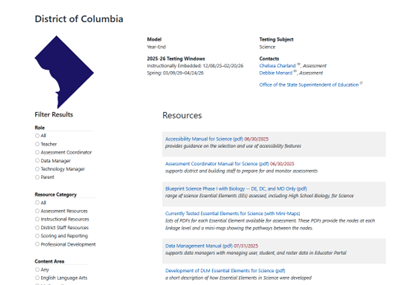 District of Columbia
Model
Year-End
2025-26 Testing Windows
Instructionally Embedded: 12/08/25–02/20/26
Spring: 03/09/26–04/24/26
Testing Subject
Science
Contacts
Chelsea Charland, Assessment
Debbie Menard, Assessment
Office of the State Superintendent of Education
Filter Results
Role
All
Teacher
Assessment Coordinator
Data Manager
Technology Manager
Parent
Resource Category
All
Assessment Resources
Instructional Resources
District Staff Resources
Scoring and Reporting
Professional Development
Content Area
Any
English Language Arts
Resources
Accessibility Manual for Science (pdf) 06/30/2025
provides guidance on the selection and use of accessibility features
Assessment Coordinator Manual for Science (pdf) 06/30/2025
supports district and building staff to prepare for and monitor assessments
Blueprint Science Phase I with Biology -- DE, DC, and MD Only (pdf)
range of science Essential Elements (EEs) assessed, including High School Biology, for Science
Currently Tested Essential Elements for Science (with Mini-Maps)
lists of PDFs for each Essential Element available for assessment. These PDFs provide the nodes at each
linkage level and a mini-map showing the pathways between the nodes.
Data Management Manual (pdf) 07/31/2025
supports data managers with managing user, student, and roster data in Educator Portal
Development of DLM Essential Elements for Science (pdf)
a short description of how Essential Elements in Science were developed